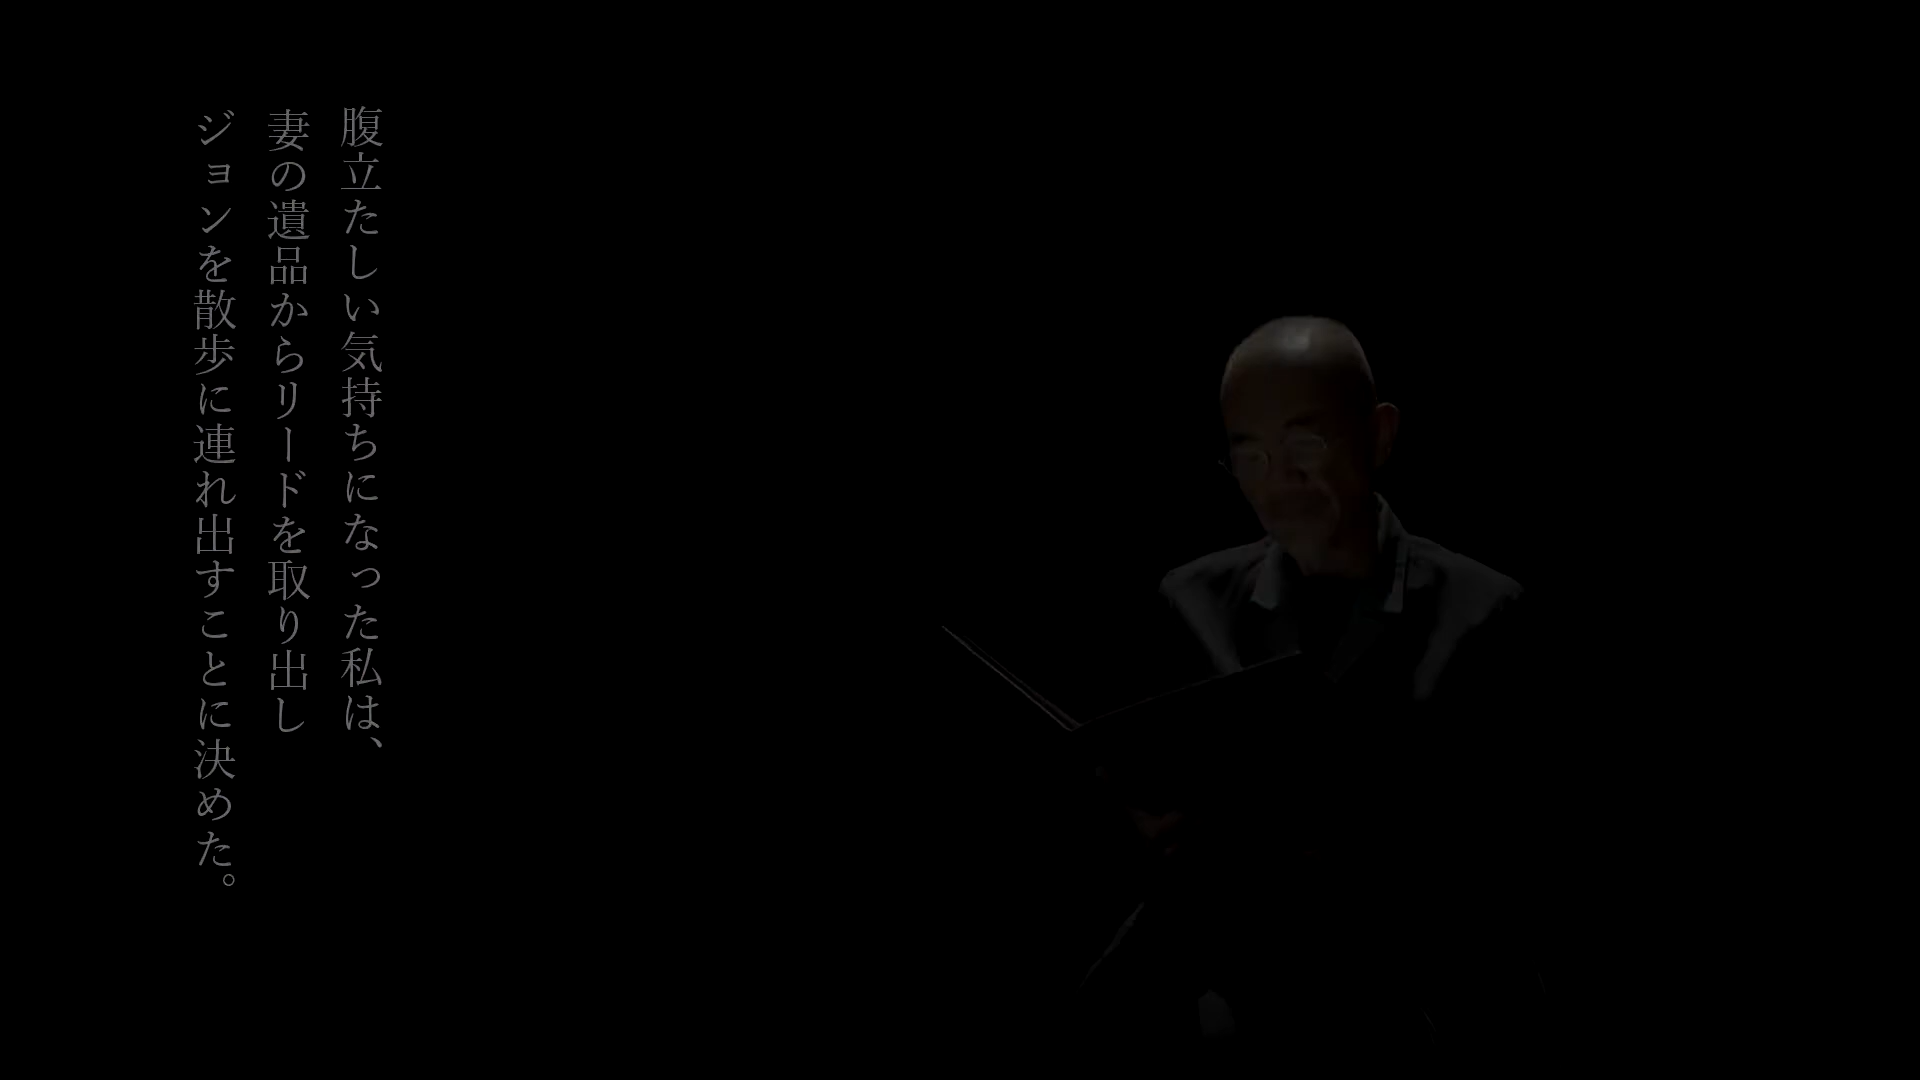 腹立たしい気持ちになった私は、
妻の遺品からリードを取り出し
ジョンを散歩に連れ出すことに決めた。